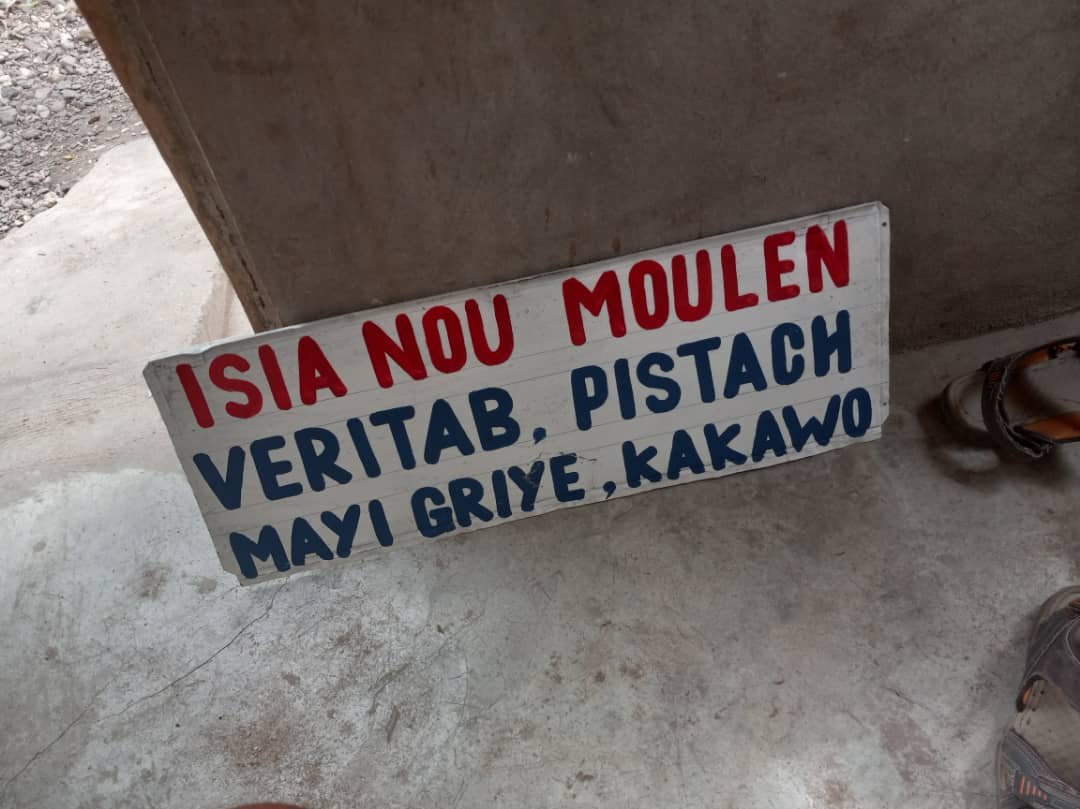 ISIA NOU MOULEN
VERITAB, PISTACH
MAYI GRIYE, KAKAWO